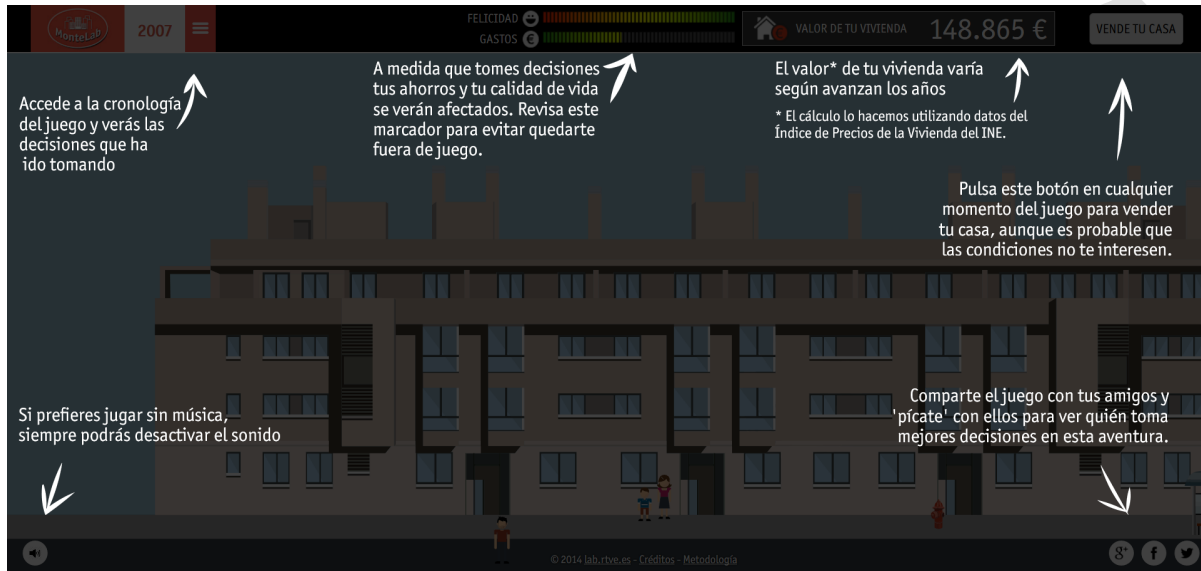 MonteLab
2007
FELICIDAD
GASTOS
VALOR DE TU VIVIENDA
148.865 €
VENDE TU CASA
Accede a la cronología
del juego y verás las
decisiones que ha
ido tomando
A medida que tomes decisiones
tus ahorros y tu calidad de vida
se verán afectados. Revisa este
marcador para evitar quedarte
fuera de juego.
El valor* de tu vivienda varía
según avanzan los años
* El cálculo lo hacemos utilizando datos del
Índice de Precios de la Vivienda del INE.
Pulsa este botón en cualquier
momento del juego para vender
tu casa, aunque es probable que
las condiciones no te interesen.
Si prefieres jugar sin música,
siempre podrás desactivar el sonido
Comparte el juego con tus amigos y
'pícate' con ellos para ver quién toma
mejores decisiones en esta aventura.
© 2014 lab.rtve.es - Créditos - Metodología